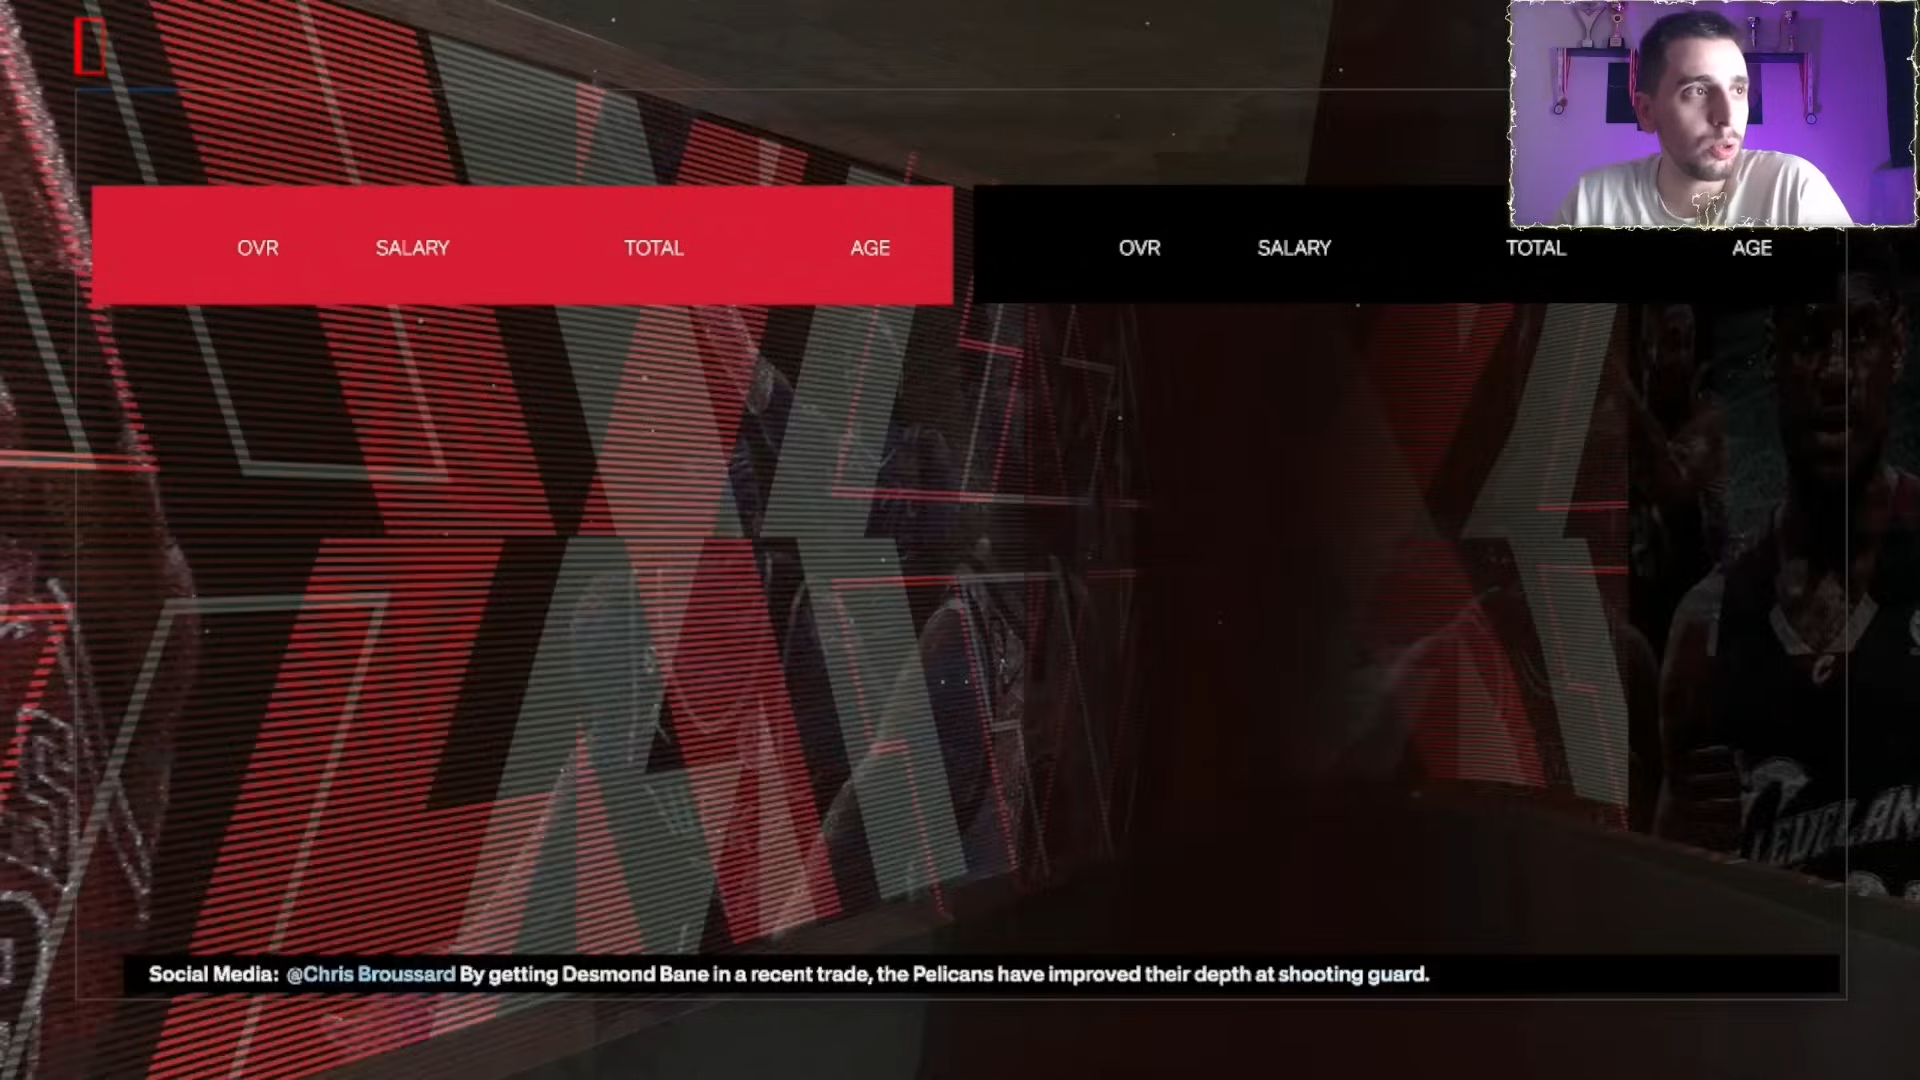 OVR SALARY TOTAL AGE
OVR SALARY TOTAL AGE
C
CLEVELAN
Social Media: @Chris Broussard By getting Desmond Bane in a recent trade, the Pelicans have improved their depth at shooting guard.